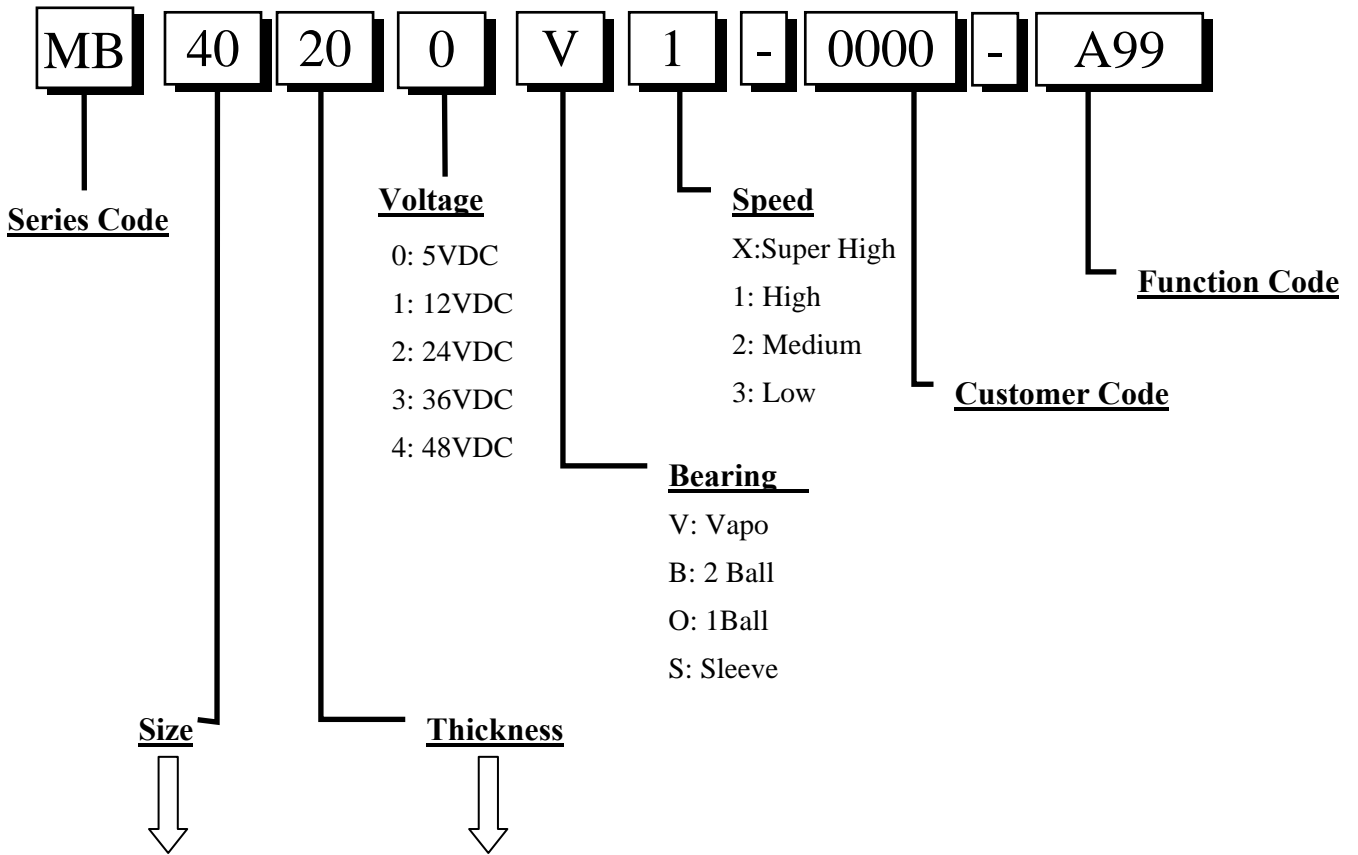 MB 40 20 0 V 1 - 0000 - A99
Series Code
Voltage
0: 5VDC
1: 12VDC
2: 24VDC
3: 36VDC
4: 48VDC
Speed
X:Super High
1: High
2: Medium
3: Low
Function Code
Customer Code
Bearing
V: Vapo
B: 2 Ball
O: 1Ball
S: Sleeve
Size
Thickness